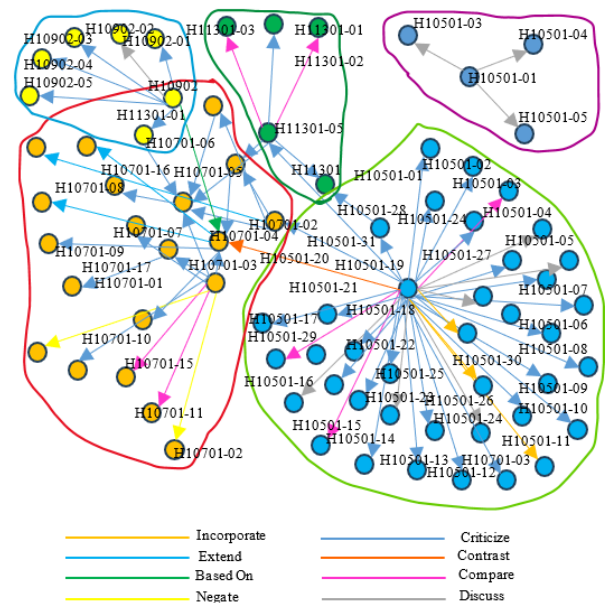 H10902-02
H10902-03
H10902-01
H10902-04
H10902-05
H10902
H11301-01
H10701-06
H11301-03
H11301-01
H11301-02
H11301-05
H11301
H10501-03
H10501-04
H10501-01
H10501-05
H10701-16
H10701-05
H10701-08
H10701-02
H10701-07
H10701-04
H10701-09
H10701-03
H10701-17
H10701-01
H10701-10
H10701-15
H10701-11
H10701-02
H10501-01
H10501-02
H10501-03
H10501-28
H10501-24
H10501-04
H10501-31
H10501-05
H10501-20
H10501-19
H10501-27
H10501-21
H10501-07
H10501-17
H10501-18
H10501-06
H10501-29
H10501-22
H10501-30
H10501-08
H10501-16
H10501-25
H10501-09
H10501-23
H10501-26
H10501-10
H10501-15
H10501-24
H10501-14
H10501-11
H10501-13
H10701-03
H10501-12
Incorporate
Criticize
Extend
Contrast
Based On
Compare
Negate
Discuss